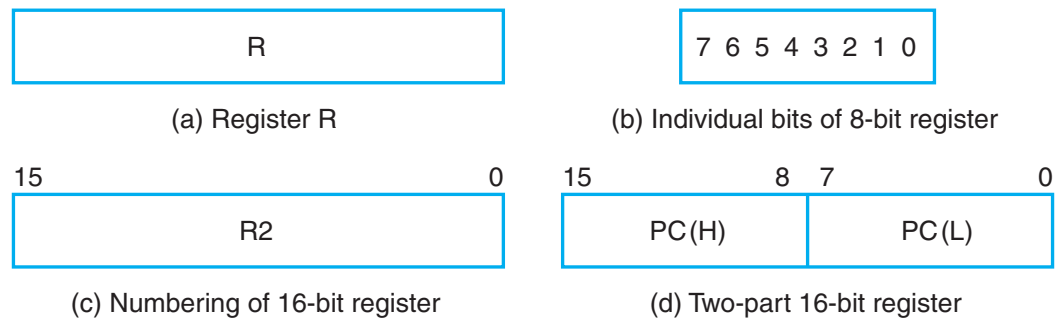 R
7 6 5 4 3 2 1 0
(a) Register R
(b) Individual bits of 8-bit register
15 0
15 8 7 0
R2
PC(H) PC(L)
(c) Numbering of 16-bit register
(d) Two-part 16-bit register